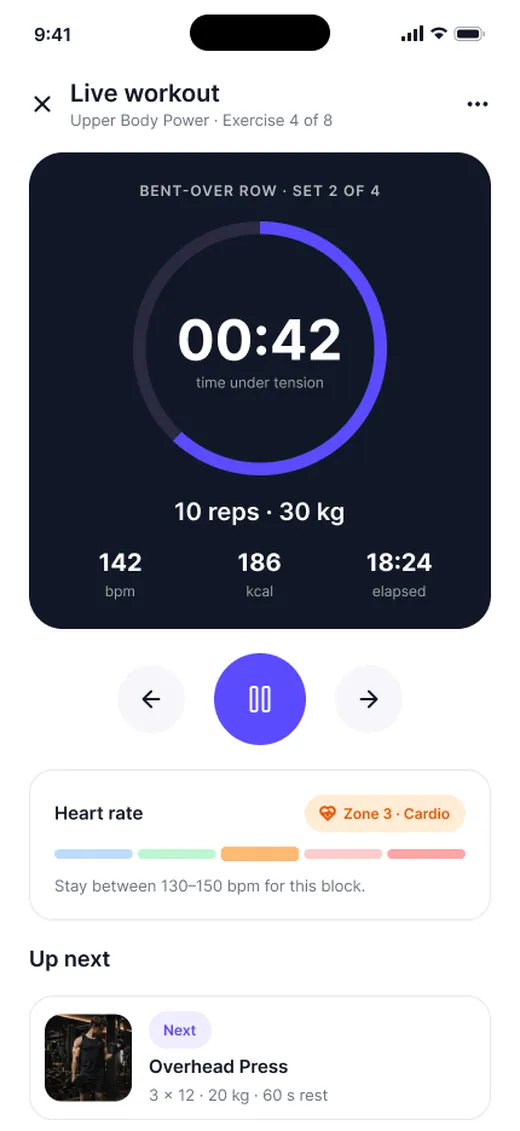 9:41
Live workout
Upper Body Power · Exercise 4 of 8
BENT-OVER ROW · SET 2 OF 4
00:42
time under tension
10 reps · 30 kg
142 186 18:24
bpm kcal elapsed
Heart rate
Zone 3 · Cardio
Stay between 130–150 bpm for this block.
Up next
Next
Overhead Press
3 × 12 · 20 kg · 60 s rest